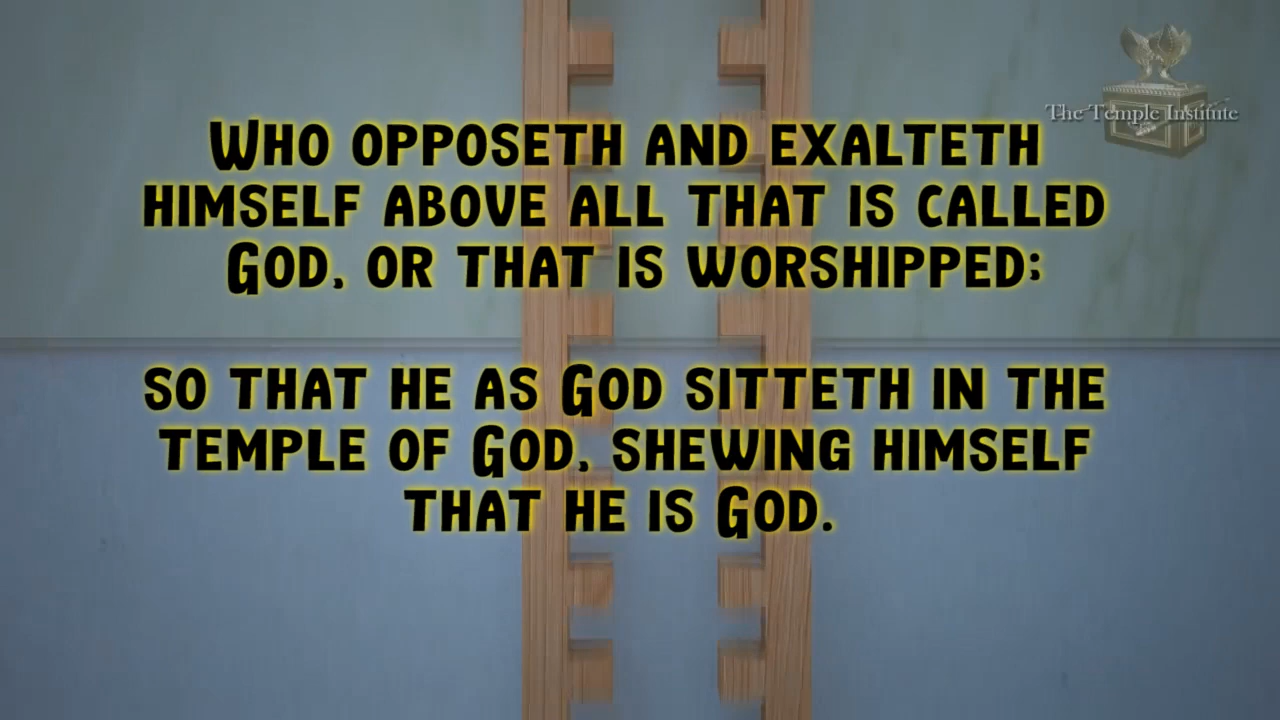 The Temple Institute
Who opposeth and exalteth
himself above all that is called
God, or that is worshipped;
so that he as God sitteth in the
temple of God, shewing himself
that he is God.